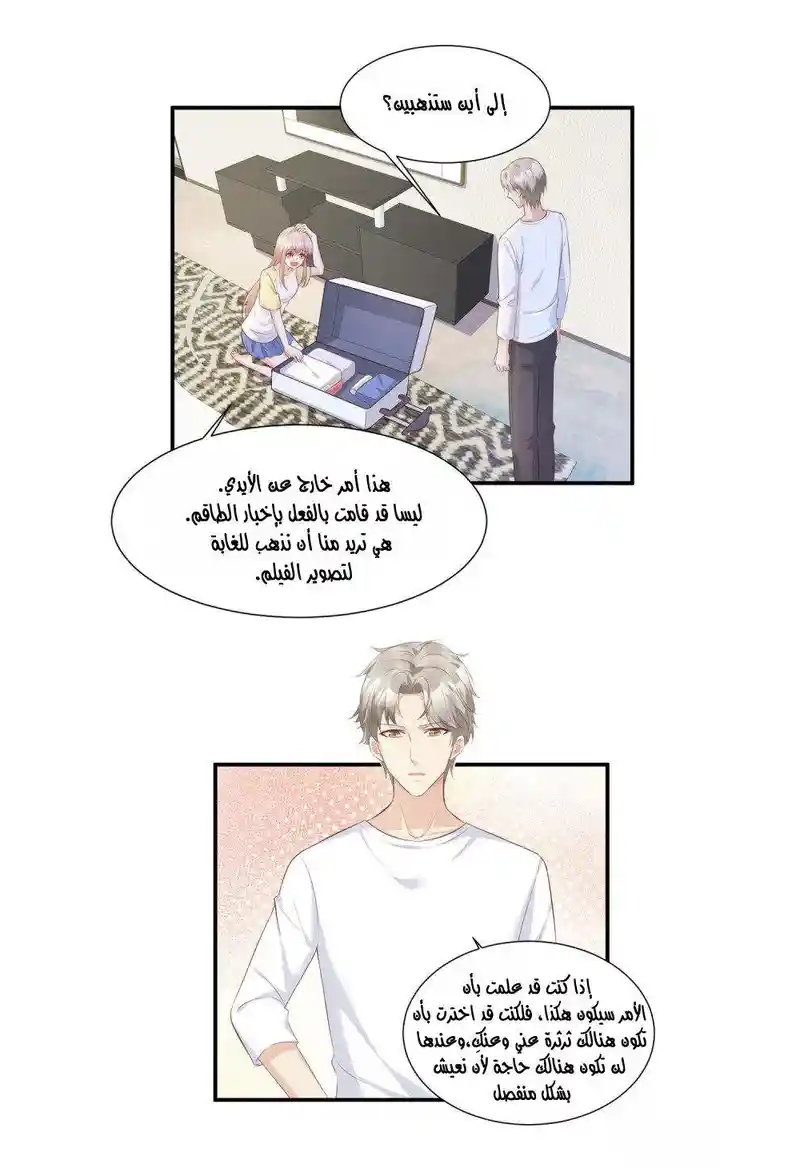 إلى أين ستذهبين؟
هذا أمر خارج عن الأيدي.
ليسا قد قامت بالفعل بإخبار الطاقم.
هي تريد منا أن نذهب للغابة
لتصوير الفيلم.
إذا كنت قد علمت بأن
الأمر سيكون هكذا، فلكنت قد اخترت بأن
تكون هنالك ثرثرة عني وعنكِ،وعندها
لن تكون هنالك حاجة لأن نعيش
بشكل منفصل